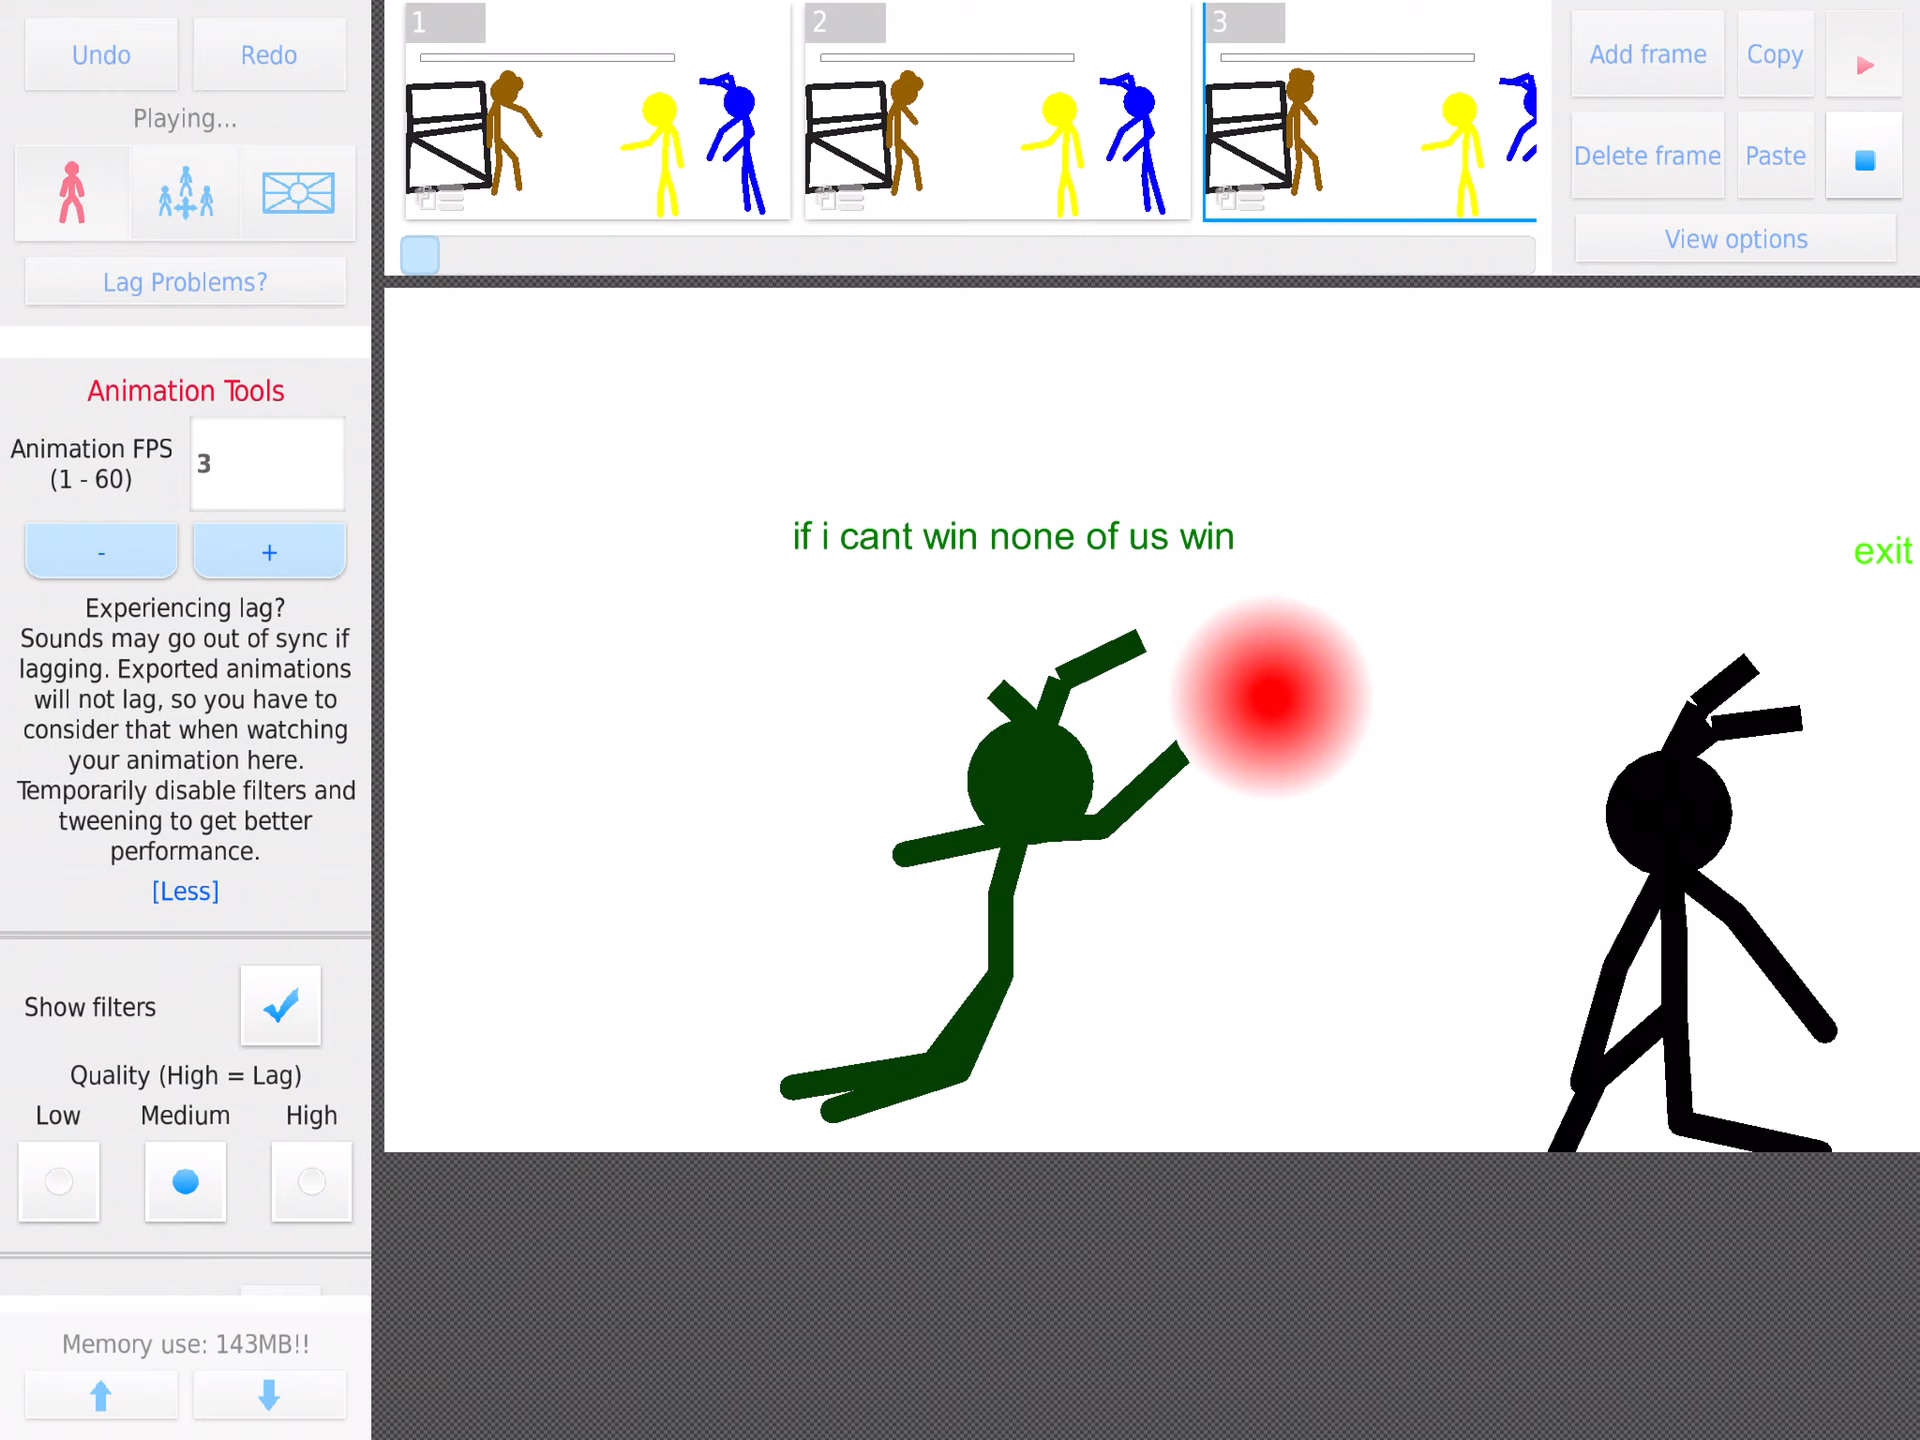 Undo
Redo
Playing...
Lag Problems?
1
2
3
Add frame
Copy
Delete frame
Paste
View options
Animation Tools
Animation FPS
(1 - 60)
3
-
+
Experiencing lag?
Sounds may go out of sync if
lagging. Exported animations
will not lag, so you have to
consider that when watching
your animation here.
Temporarily disable filters and
tweening to get better
performance.
[Less]
Show filters
Quality (High = Lag)
Low
Medium
High
Memory use: 143MB!!
if i cant win none of us win
exit